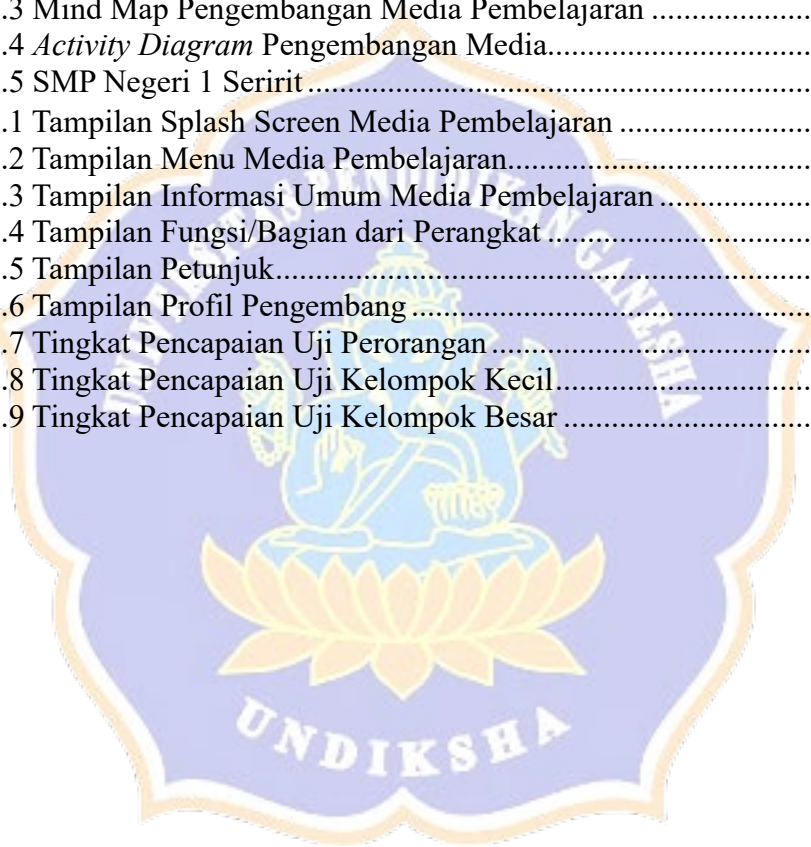 .3 Mind Map Pengembangan Media Pembelajaran ...................
.4 Activity Diagram Pengembangan Media................................
.5 SMP Negeri 1 Seririt.............................................................
.1 Tampilan Splash Screen Media Pembelajaran .......................
.2 Tampilan Menu Media Pembelajaran.....................................
.3 Tampilan Informasi Umum Media Pembelajaran ..................
.4 Tampilan Fungsi/Bagian dari Perangkat ................................
.5 Tampilan Petunjuk.................................................................
.6 Tampilan Profil Pengembang .................................................
.7 Tingkat Pencapaian Uji Perorangan .......................................
.8 Tingkat Pencapaian Uji Kelompok Kecil................................
.9 Tingkat Pencapaian Uji Kelompok Besar ...............................
UNIVERSITAS PENDIDIKAN GANESHA
UNDIKSHA